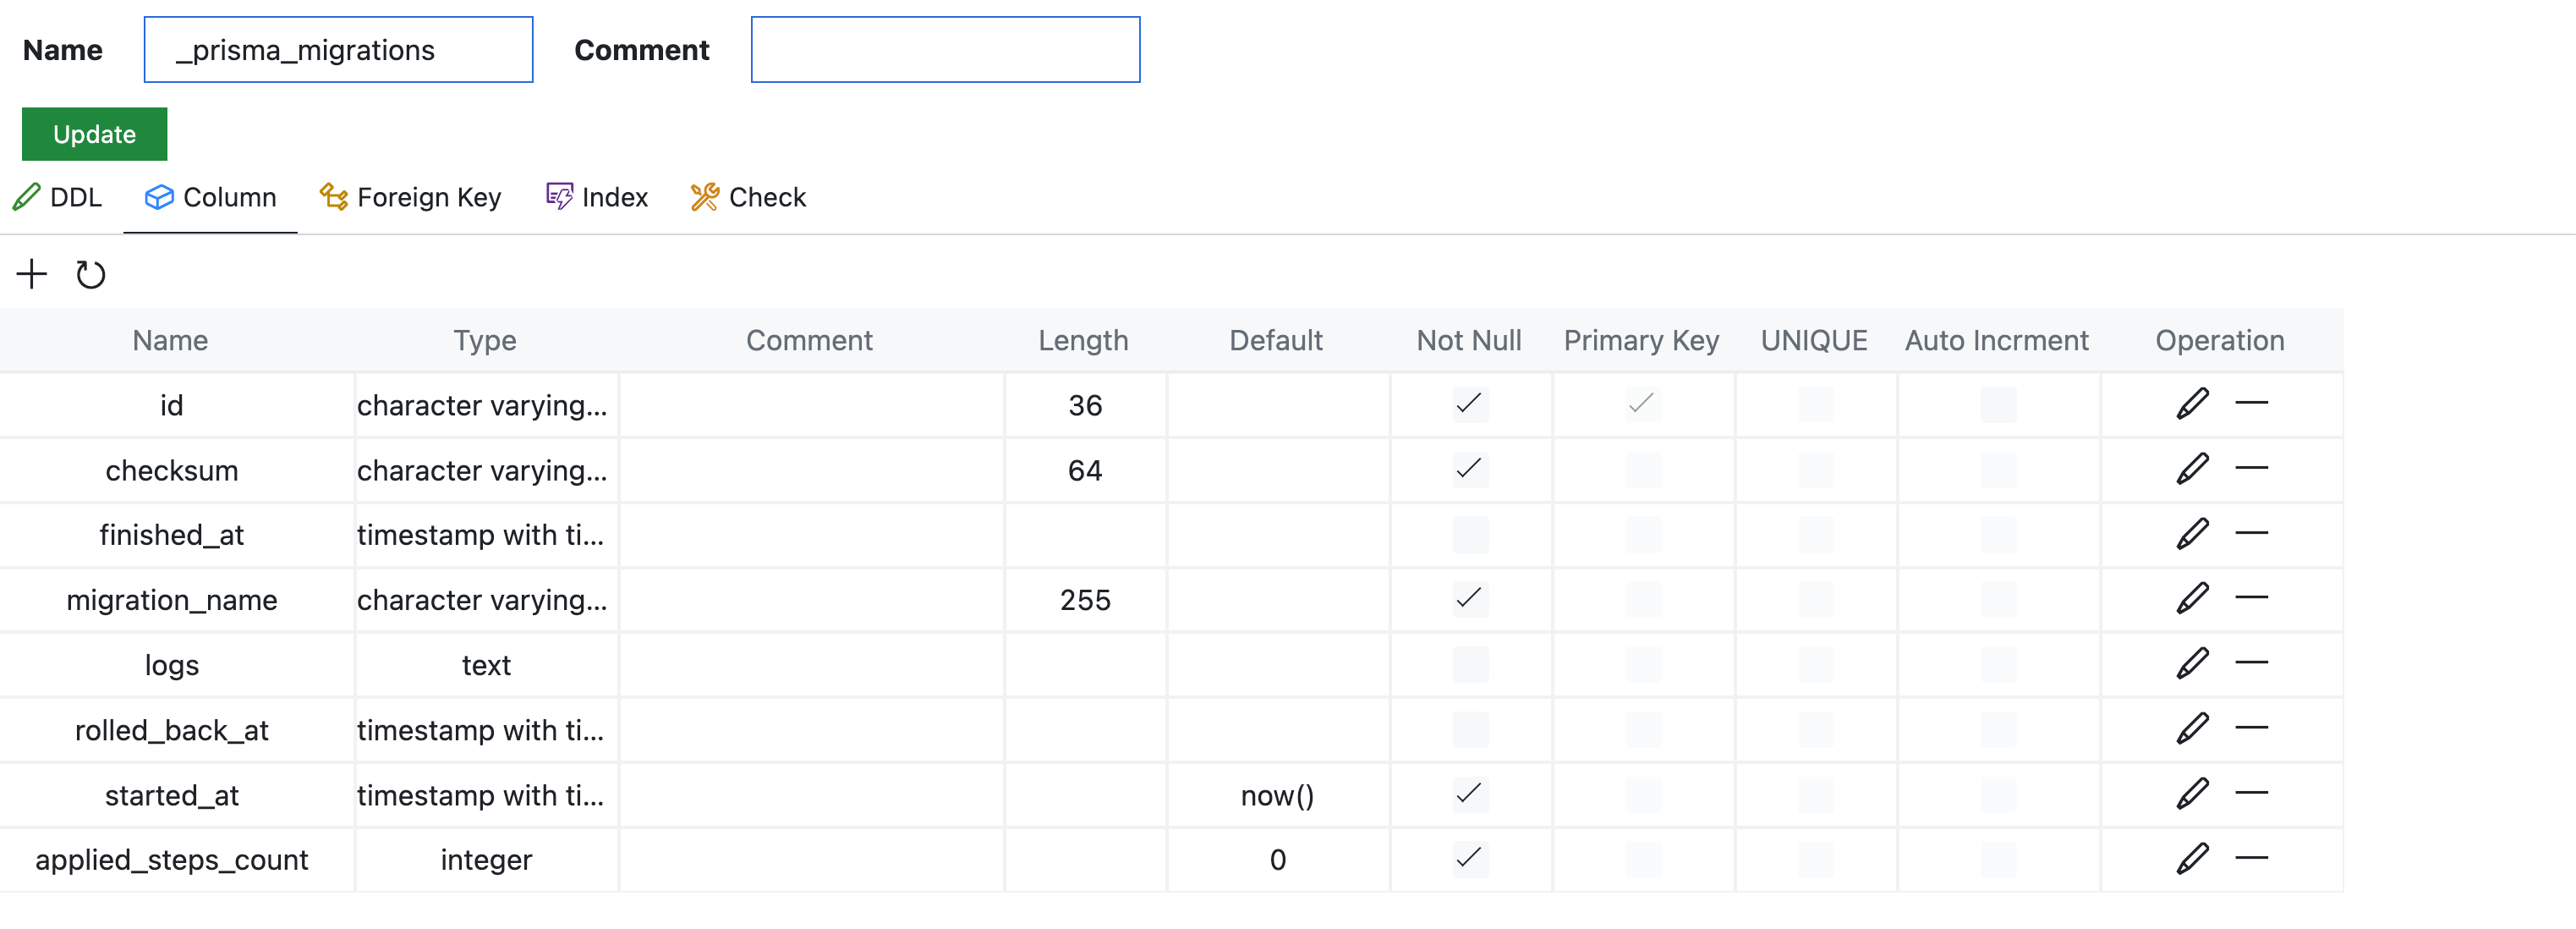 Name _prisma_migrations Comment
Update
DDL Column Foreign Key Index Check
Name Type Comment Length Default Not Null Primary Key UNIQUE Auto Incrment Operation
id character varying... 36
checksum character varying... 64
finished_at timestamp with ti...
migration_name character varying... 255
logs text
rolled_back_at timestamp with ti...
started_at timestamp with ti... now()
applied_steps_count integer 0